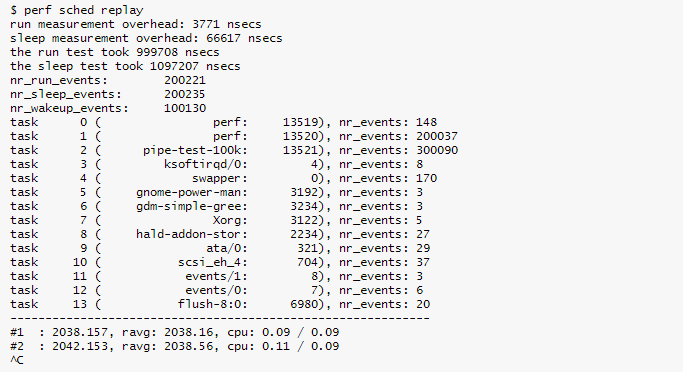 $ perf sched replay
run measurement overhead: 3771 nsecs
sleep measurement overhead: 66617 nsecs
the run test took 999708 nsecs
the sleep test took 1097207 nsecs
nr_run_events:        200221
nr_sleep_events:      200235
nr_wakeup_events:     100130
task      0 (                perf:     13519), nr_events: 148
task      1 (                perf:     13520), nr_events: 200037
task      2 (      pipe-test-100k:     13521), nr_events: 300090
task      3 (         ksoftirqd/0:         4), nr_events: 8
task      4 (             swapper:         0), nr_events: 170
task      5 (     gnome-power-man:      3192), nr_events: 3
task      6 (     gdm-simple-gree:      3234), nr_events: 3
task      7 (                Xorg:      3122), nr_events: 5
task      8 (     hald-addon-stor:      2234), nr_events: 27
task      9 (               ata/0:       321), nr_events: 29
task     10 (           scsi_eh_4:       704), nr_events: 37
task     11 (            events/1:         8), nr_events: 3
task     12 (            events/0:         7), nr_events: 6
task     13 (           flush-8:0:      6980), nr_events: 20
------------------------------------------------------------
#1  : 2038.157, ravg: 2038.16, cpu: 0.09 / 0.09
#2  : 2042.153, ravg: 2038.56, cpu: 0.11 / 0.09
^C